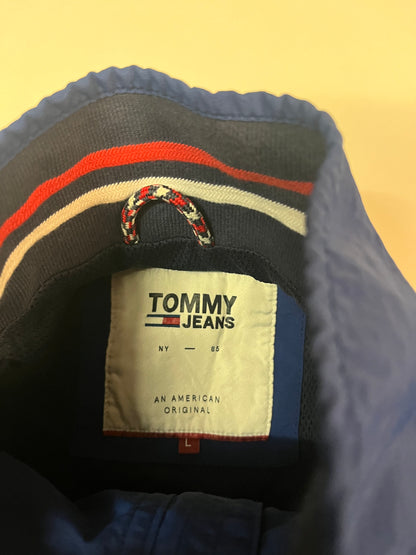 TOMMY
JEANS
NY — 85
AN AMERICAN
ORIGINAL
L